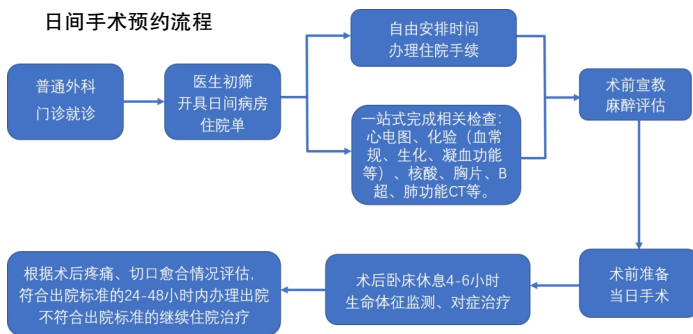 日间手术预约流程
普通外科
门诊就诊
医生初筛
开具日间病房
住院单
自由安排时间
办理住院手续
一站式完成相关检查：
心电图、化验（血常
规、生化、凝血功能
等）、核酸、胸片、B
超、肺功能CT等。
术前宣教
麻醉评估
术前准备
当日手术
术后卧床休息4-6小时
生命体征监测、对症治疗
根据术后疼痛、切口愈合情况评估,
符合出院标准的24-48小时内办理出院
不符合出院标准的继续住院治疗